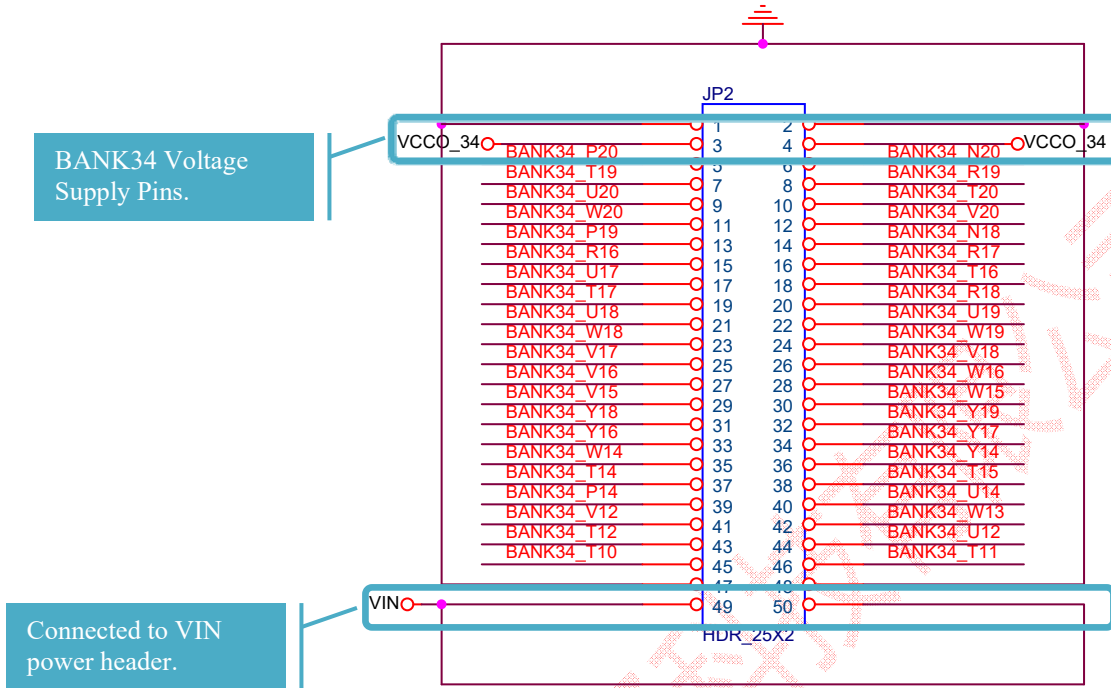 JP2
1 2
VCCO_34 3 4 VCCO_34
BANK34_P20 5 6 BANK34_N20
BANK34_T19 7 8 BANK34_R19
BANK34_U20 9 10 BANK34_T20
BANK34_W20 11 12 BANK34_V20
BANK34_P19 13 14 BANK34_N18
BANK34_R16 15 16 BANK34_R17
BANK34_U17 17 18 BANK34_T16
BANK34_T17 19 20 BANK34_R18
BANK34_U18 21 22 BANK34_U19
BANK34_W18 23 24 BANK34_W19
BANK34_V17 25 26 BANK34_V18
BANK34_V16 27 28 BANK34_W16
BANK34_V15 29 30 BANK34_W15
BANK34_Y18 31 32 BANK34_Y19
BANK34_Y16 33 34 BANK34_Y17
BANK34_W14 35 36 BANK34_Y14
BANK34_T14 37 38 BANK34_T15
BANK34_P14 39 40 BANK34_U14
BANK34_V12 41 42 BANK34_W13
BANK34_T12 43 44 BANK34_U12
BANK34_T10 45 46 BANK34_T11
47 48
VIN 49 50
HDR_25X2
BANK34 Voltage
Supply Pins.
Connected to VIN
power header.